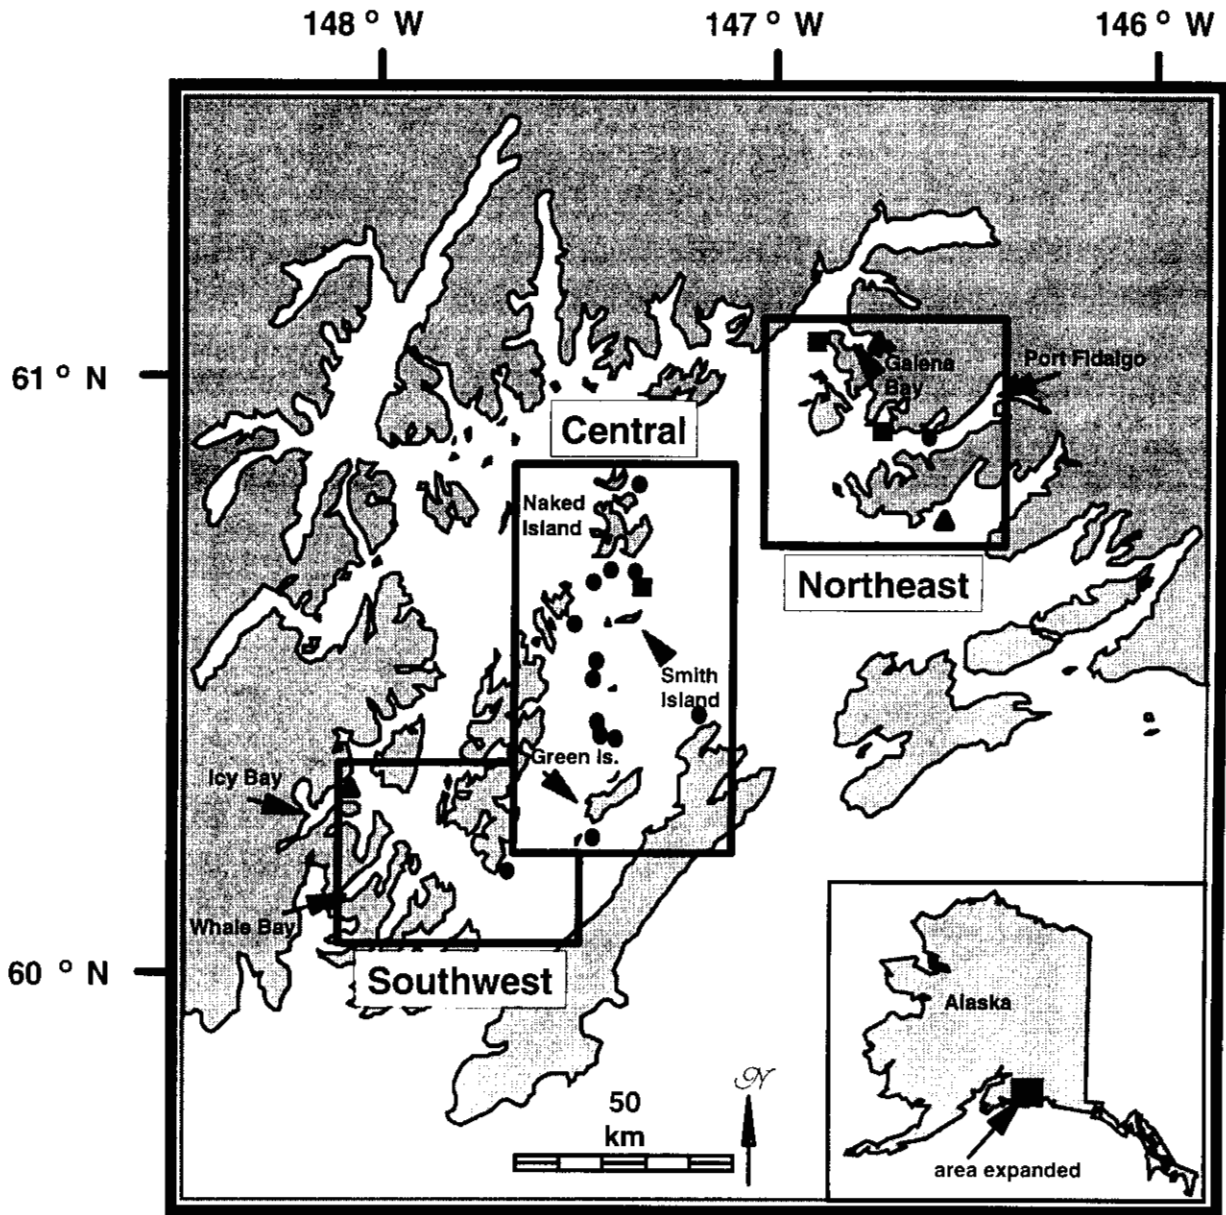 148 ° W
147 ° W
146 ° W
61 ° N
Galena
Bay
Port Fidalgo
Central
Naked
Island
Northeast
Smith
Island
Green Is.
Icy Bay
Whale Bay
60 ° N
Southwest
Alaska
N
50
km
area expanded